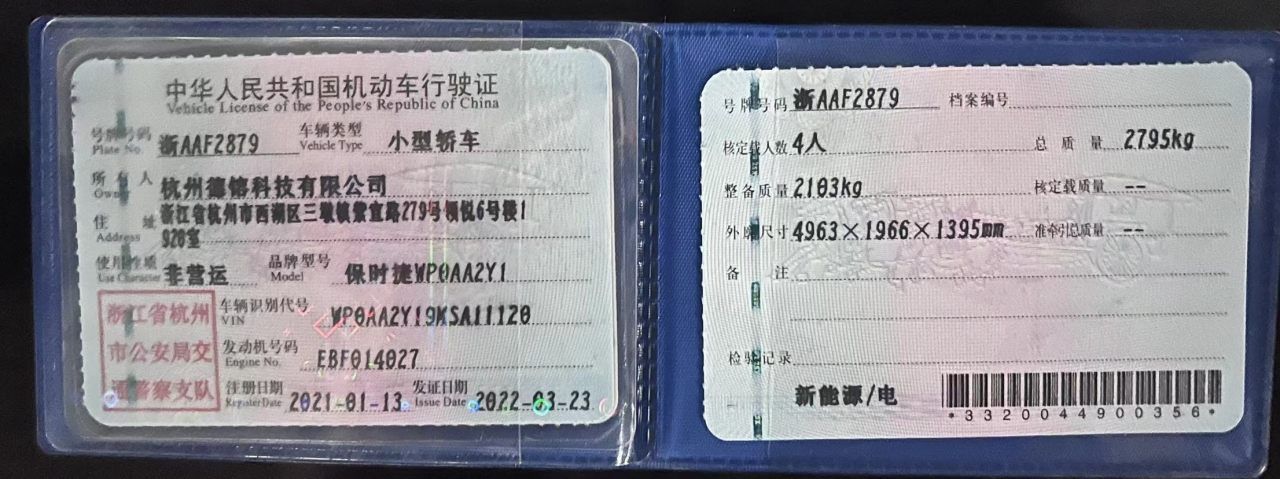 中华人民共和国机动车行驶证
Vehicle License of the People's Republic of China
号牌号码 Plate No. 浙AAF2879 车辆类型 Vehicle Type 小型轿车
所有人 Owner 杭州德镕科技有限公司
住址 Address 浙江省杭州市西湖区三墩镇紫宣路279号领悦6号楼1
920室
使用性质 Use Character 非营运 品牌型号 Model 保时捷WP0AA2Y1
车辆识别代号 VIN WP0AA2Y19KSA11120
发动机号码 Engine No. EBF014027
注册日期 Register Date 2021-01-13 发证日期 Issue Date 2022-03-23
浙江省杭州
市公安局交
通警察支队
号牌号码 浙AAF2879 档案编号
核定载人数 4人 总质量 2795kg
整备质量 2103kg 核定载质量 --
外廓尺寸 4963×1966×1395mm 准牵引总质量 --
备注
检验记录
新能源/电
*3320044900356*